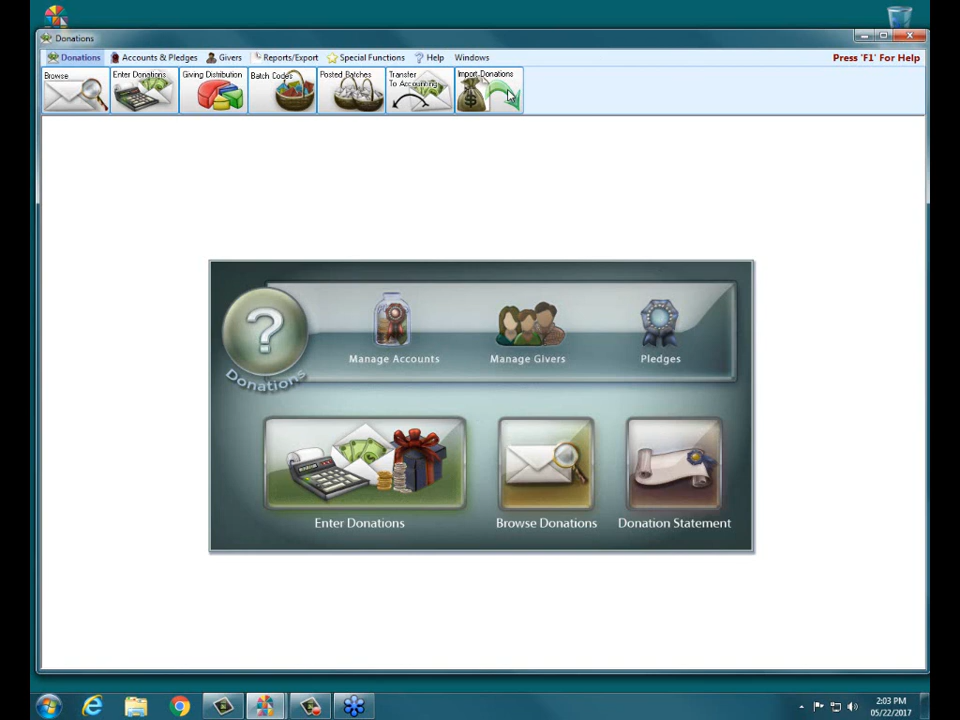 Donations
Donations Accounts & Pledges Givers Reports/Export Special Functions Help Windows Press 'F1' For Help
Browse Enter Donations Giving Distribution Batch Codes Posted Batches Transfer To Accounting Import Donations
?
Donations
Manage Accounts Manage Givers Pledges
Enter Donations Browse Donations Donation Statement
2:03 PM
05/22/2017